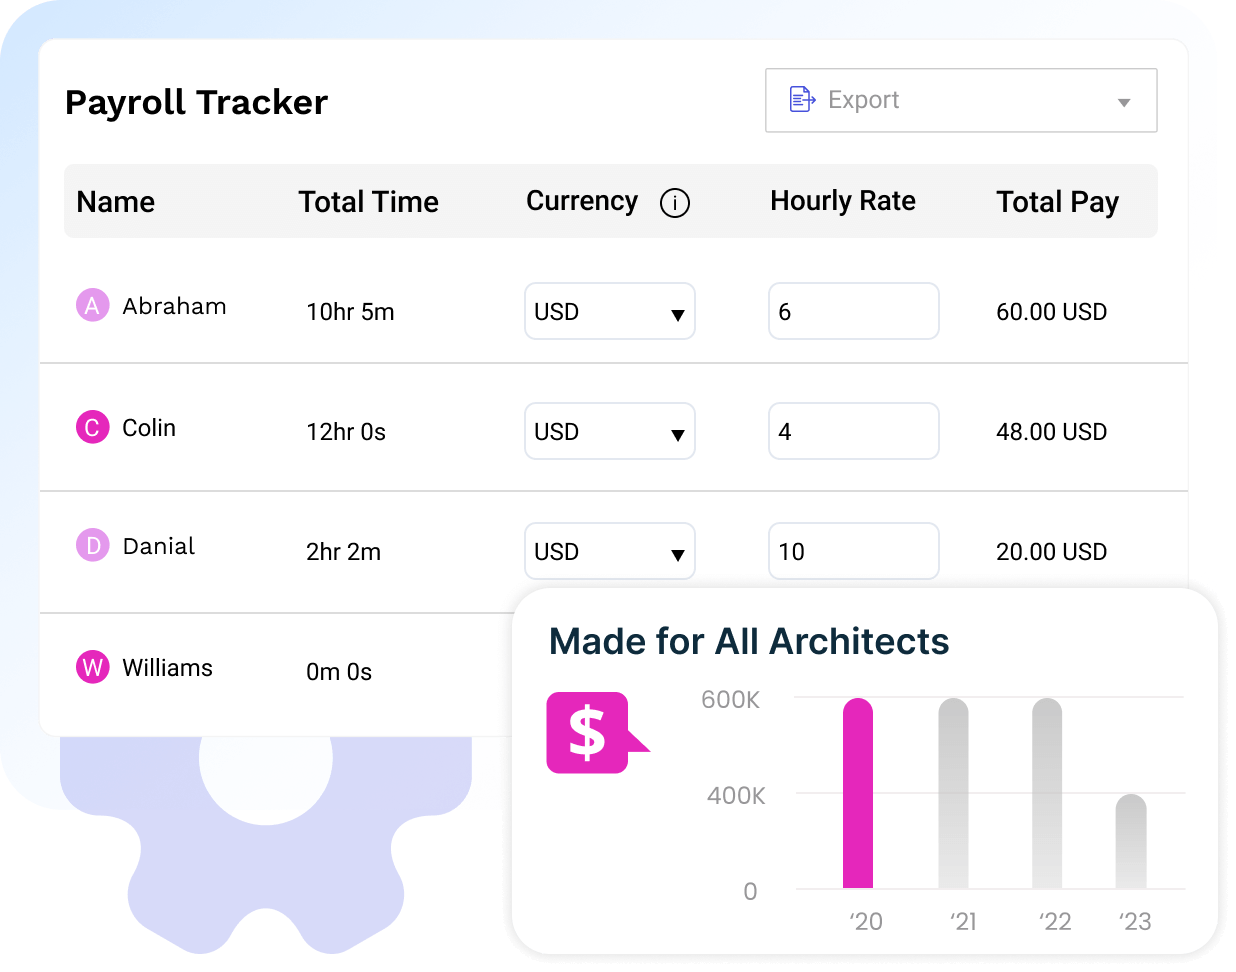 Payroll Tracker
Export
Name Total Time Currency i Hourly Rate Total Pay
A Abraham 10hr 5m USD 6 60.00 USD
C Colin 12hr 0s USD 4 48.00 USD
D Danial 2hr 2m USD 10 20.00 USD
W Williams 0m 0s
Made for All Architects
$
600K
400K
0
‘20 ‘21 ‘22 ‘23